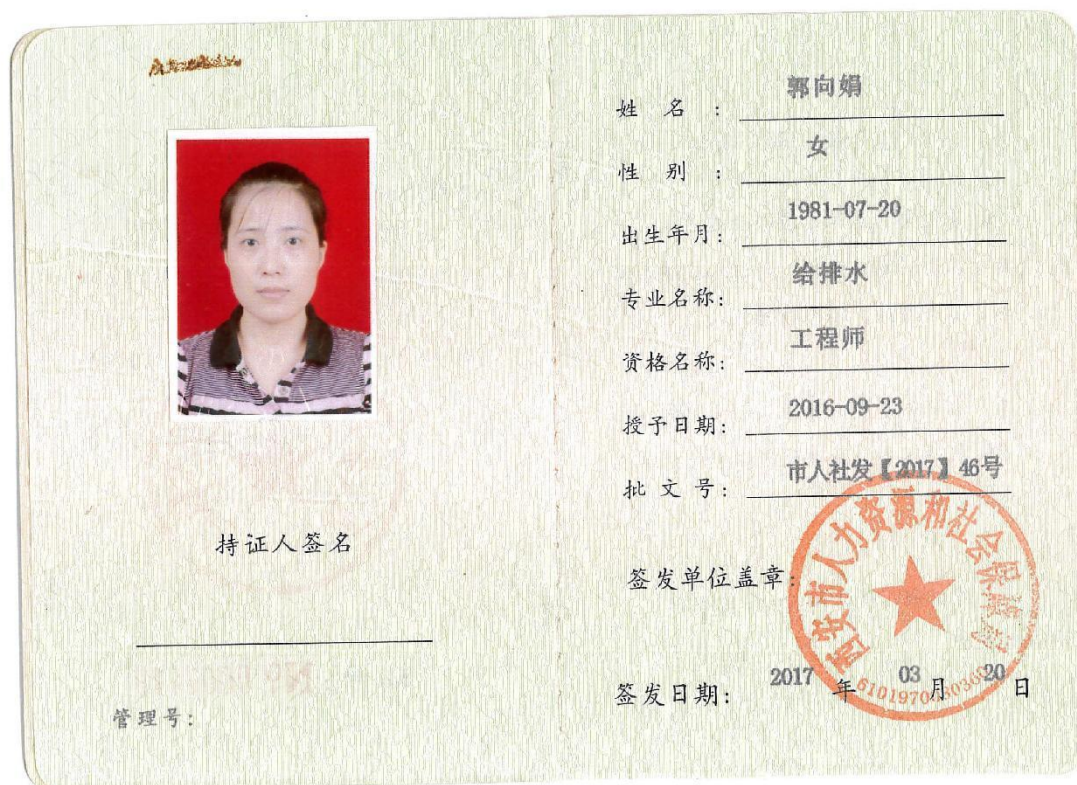 持证人签名
管理号:
姓 名 : 郭向娟
性 别 : 女
出生年月: 1981-07-20
专业名称: 给排水
资格名称: 工程师
授予日期: 2016-09-23
批 文 号: 市人社发【2017】46号
签发单位盖章:
西安市人力资源和社会保障局
签发日期: 2017 年 03 月 20 日